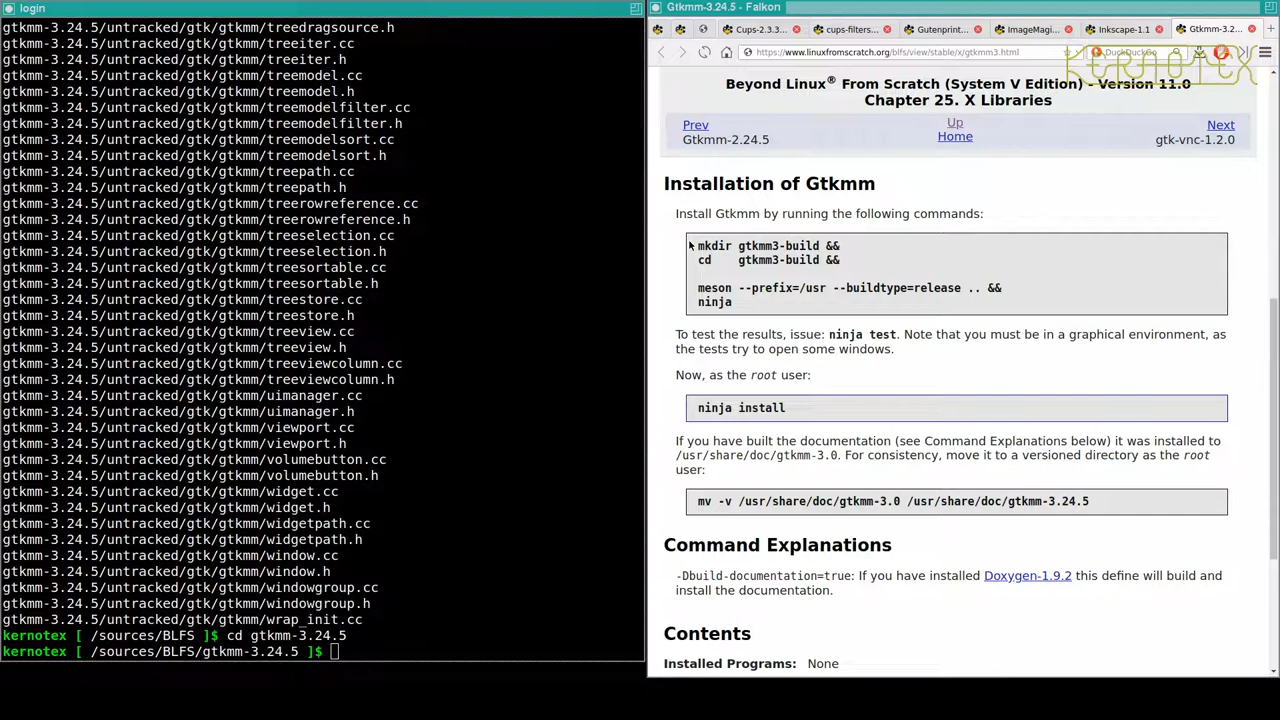 login
gtkmm-3.24.5/untracked/gtk/gtkmm/treedragsource.h
gtkmm-3.24.5/untracked/gtk/gtkmm/treeiter.cc
gtkmm-3.24.5/untracked/gtk/gtkmm/treeiter.h
gtkmm-3.24.5/untracked/gtk/gtkmm/treemodel.cc
gtkmm-3.24.5/untracked/gtk/gtkmm/treemodel.h
gtkmm-3.24.5/untracked/gtk/gtkmm/treemodelfilter.cc
gtkmm-3.24.5/untracked/gtk/gtkmm/treemodelfilter.h
gtkmm-3.24.5/untracked/gtk/gtkmm/treemodelsort.cc
gtkmm-3.24.5/untracked/gtk/gtkmm/treemodelsort.h
gtkmm-3.24.5/untracked/gtk/gtkmm/treepath.cc
gtkmm-3.24.5/untracked/gtk/gtkmm/treepath.h
gtkmm-3.24.5/untracked/gtk/gtkmm/treerowreference.cc
gtkmm-3.24.5/untracked/gtk/gtkmm/treerowreference.h
gtkmm-3.24.5/untracked/gtk/gtkmm/treeselection.cc
gtkmm-3.24.5/untracked/gtk/gtkmm/treeselection.h
gtkmm-3.24.5/untracked/gtk/gtkmm/treesortable.cc
gtkmm-3.24.5/untracked/gtk/gtkmm/treesortable.h
gtkmm-3.24.5/untracked/gtk/gtkmm/treestore.cc
gtkmm-3.24.5/untracked/gtk/gtkmm/treestore.h
gtkmm-3.24.5/untracked/gtk/gtkmm/treeview.cc
gtkmm-3.24.5/untracked/gtk/gtkmm/treeview.h
gtkmm-3.24.5/untracked/gtk/gtkmm/treeviewcolumn.cc
gtkmm-3.24.5/untracked/gtk/gtkmm/treeviewcolumn.h
gtkmm-3.24.5/untracked/gtk/gtkmm/uimanager.cc
gtkmm-3.24.5/untracked/gtk/gtkmm/uimanager.h
gtkmm-3.24.5/untracked/gtk/gtkmm/viewport.cc
gtkmm-3.24.5/untracked/gtk/gtkmm/viewport.h
gtkmm-3.24.5/untracked/gtk/gtkmm/volumebutton.cc
gtkmm-3.24.5/untracked/gtk/gtkmm/volumebutton.h
gtkmm-3.24.5/untracked/gtk/gtkmm/widget.cc
gtkmm-3.24.5/untracked/gtk/gtkmm/widget.h
gtkmm-3.24.5/untracked/gtk/gtkmm/widgetpath.cc
gtkmm-3.24.5/untracked/gtk/gtkmm/widgetpath.h
gtkmm-3.24.5/untracked/gtk/gtkmm/window.cc
gtkmm-3.24.5/untracked/gtk/gtkmm/window.h
gtkmm-3.24.5/untracked/gtk/gtkmm/windowgroup.cc
gtkmm-3.24.5/untracked/gtk/gtkmm/windowgroup.h
gtkmm-3.24.5/untracked/gtk/gtkmm/wrap_init.cc
kernotex [ /sources/BLFS ]$ cd gtkmm-3.24.5
kernotex [ /sources/BLFS/gtkmm-3.24.5 ]$
Gtkmm-3.24.5 - Falkon
Cups-2.3.3... cups-filters... Gutenprint... ImageMagi... Inkscape-1.1 Gtkmm-3.2...
https://www.linuxfromscratch.org/blfs/view/stable/x/gtkmm3.html DuckDuckGo
KERNOTEX
Beyond Linux® From Scratch (System V Edition) - Version 11.0
Chapter 25. X Libraries
Prev Up Next
Gtkmm-2.24.5 Home gtk-vnc-1.2.0
Installation of Gtkmm
Install Gtkmm by running the following commands:
mkdir gtkmm3-build &&
cd    gtkmm3-build &&
meson --prefix=/usr --buildtype=release .. &&
ninja
To test the results, issue: ninja test. Note that you must be in a graphical environment, as
the tests try to open some windows.
Now, as the root user:
ninja install
If you have built the documentation (see Command Explanations below) it was installed to
/usr/share/doc/gtkmm-3.0. For consistency, move it to a versioned directory as the root
user:
mv -v /usr/share/doc/gtkmm-3.0 /usr/share/doc/gtkmm-3.24.5
Command Explanations
-Dbuild-documentation=true: If you have installed Doxygen-1.9.2 this define will build and
install the documentation.
Contents
Installed Programs: None